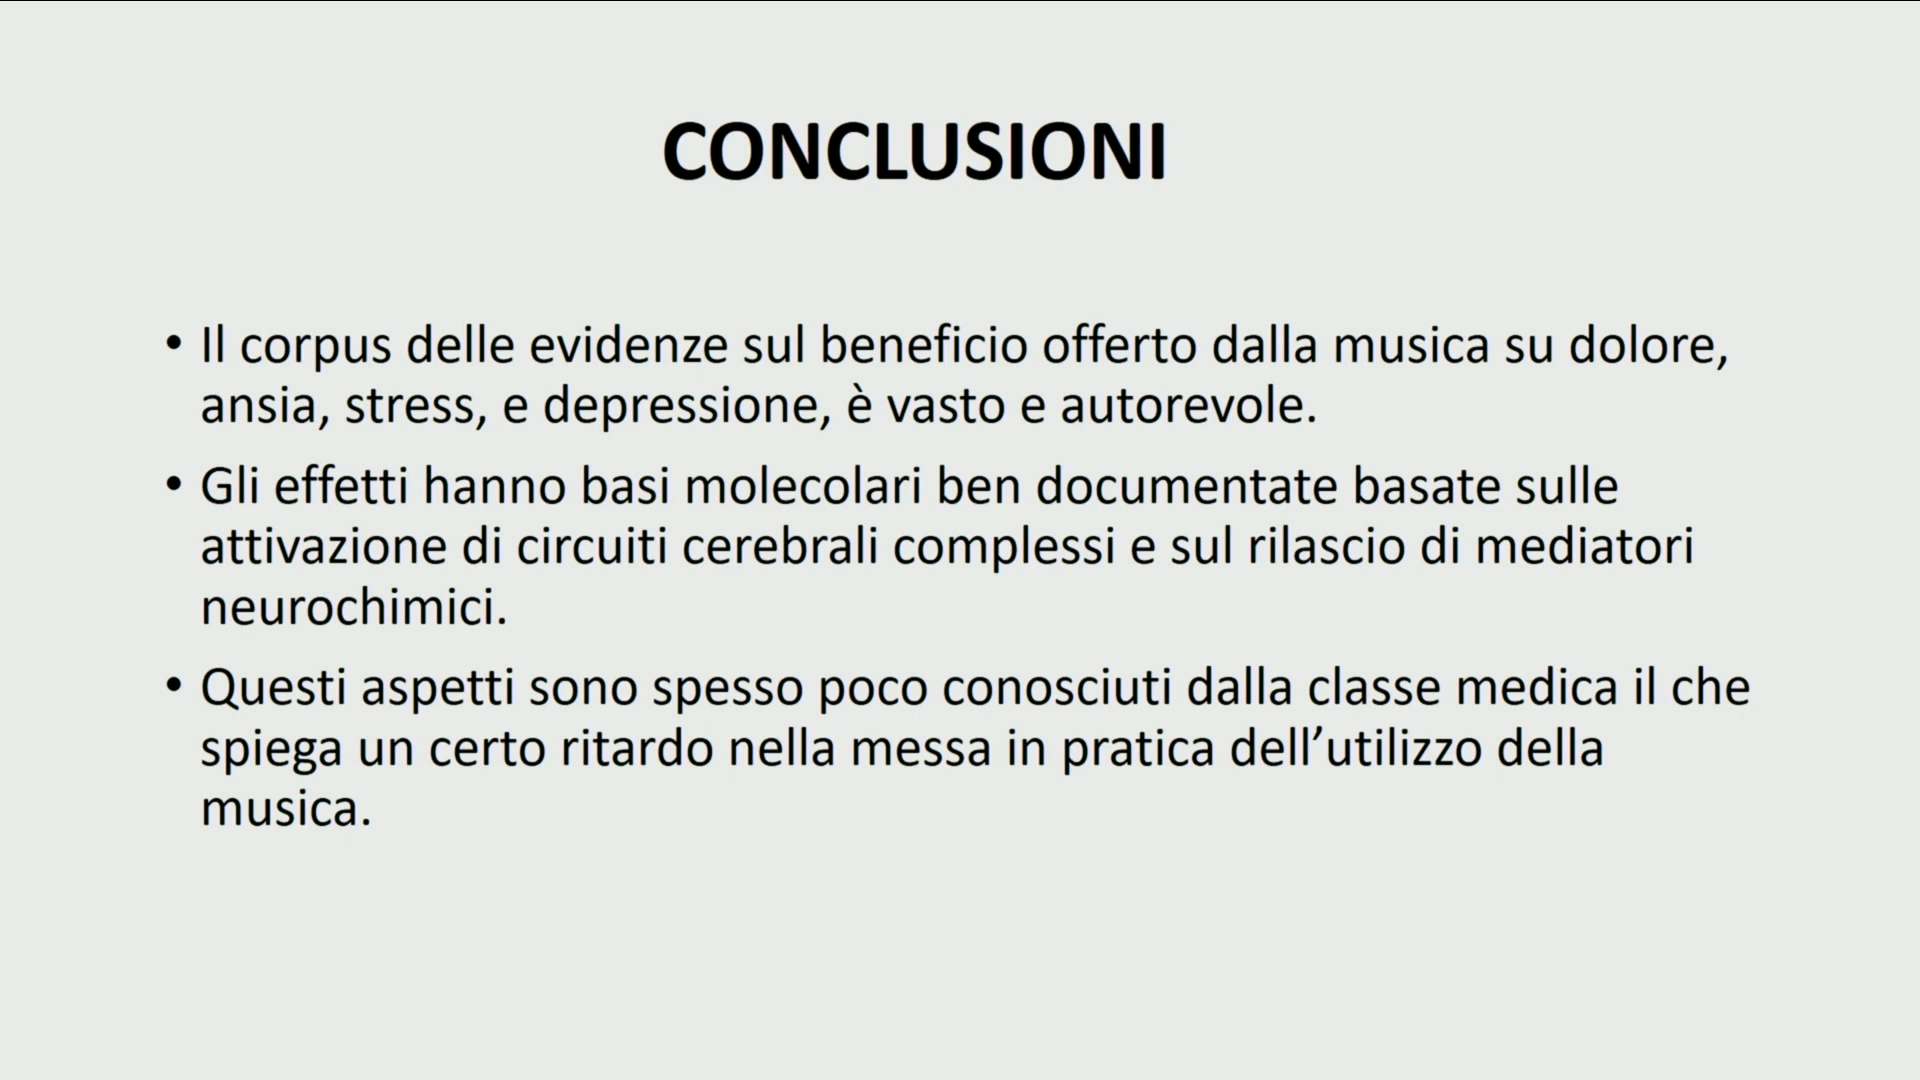 CONCLUSIONI
• Il corpus delle evidenze sul beneficio offerto dalla musica su dolore,
ansia, stress, e depressione, è vasto e autorevole.
• Gli effetti hanno basi molecolari ben documentate basate sulle
attivazione di circuiti cerebrali complessi e sul rilascio di mediatori
neurochimici.
• Questi aspetti sono spesso poco conosciuti dalla classe medica il che
spiega un certo ritardo nella messa in pratica dell’utilizzo della
musica.